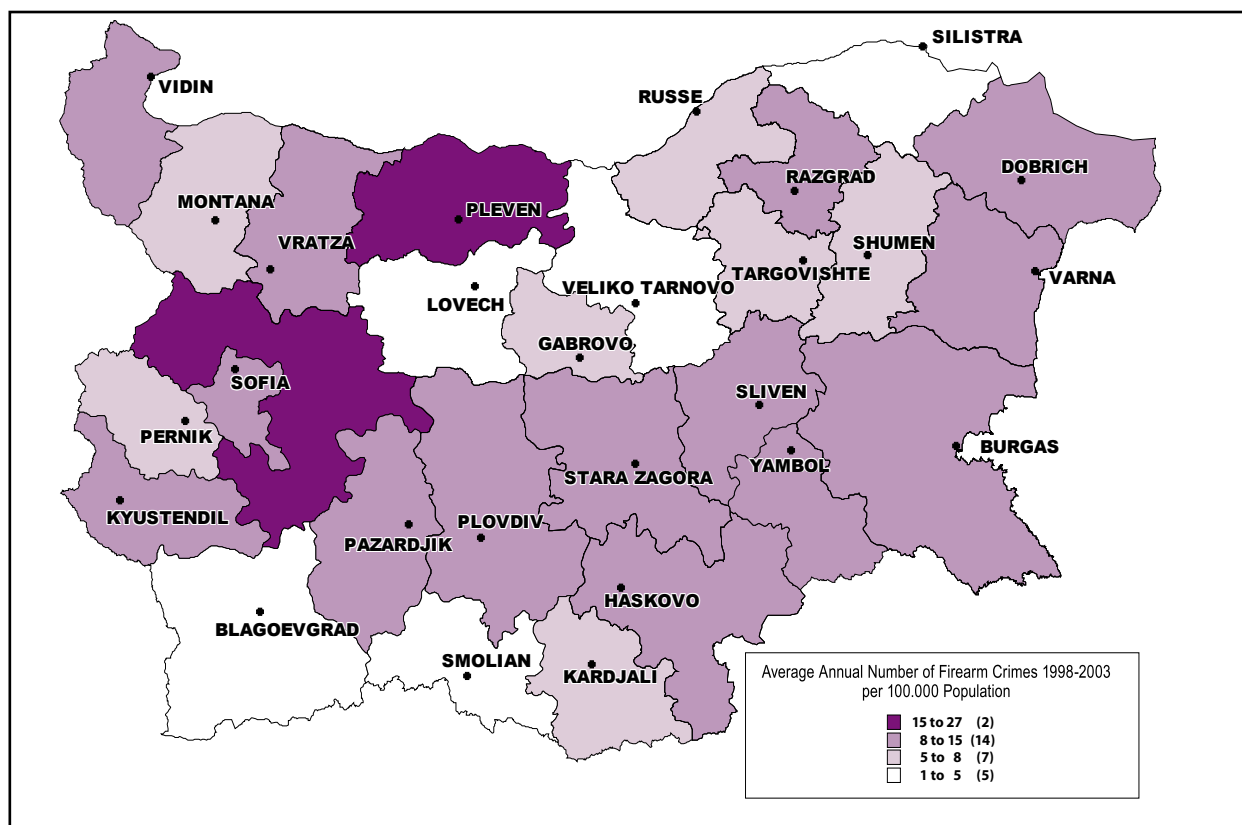 SILISTRA
VIDIN
RUSSE
DOBRICH
RAZGRAD
MONTANA
PLEVEN
VRATZA
SHUMEN
TARGOVISHTE
VARNA
LOVECH
VELIKO TARNOVO
GABROVO
SOFIA
SLIVEN
PERNIK
BURGAS
YAMBOL
STARA ZAGORA
KYUSTENDIL
PLOVDIV
PAZARDJIK
HASKOVO
BLAGOEVGRAD
SMOLIAN
KARDJALI
Average Annual Number of Firearm Crimes 1998-2003
per 100.000 Population
15 to 27 (2)
8 to 15 (14)
5 to 8 (7)
1 to 5 (5)